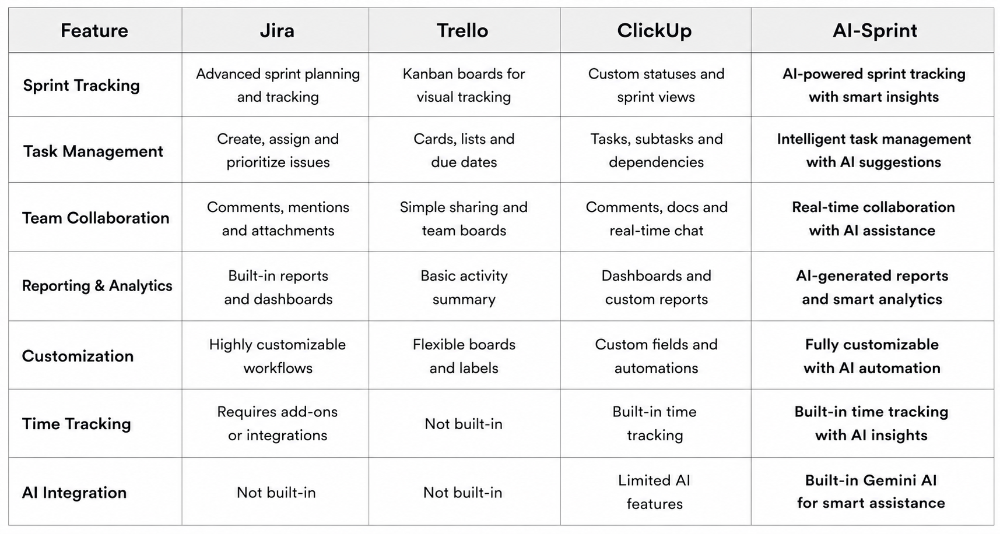 Feature Jira Trello ClickUp AI-Sprint
Sprint Tracking
Advanced sprint planning
and tracking
Kanban boards for
visual tracking
Custom statuses and
sprint views
AI-powered sprint tracking
with smart insights
Task Management
Create, assign and
prioritize issues
Cards, lists and
due dates
Tasks, subtasks and
dependencies
Intelligent task management
with AI suggestions
Team Collaboration
Comments, mentions
and attachments
Simple sharing and
team boards
Comments, docs and
real-time chat
Real-time collaboration
with AI assistance
Reporting & Analytics
Built-in reports
and dashboards
Basic activity
summary
Dashboards and
custom reports
AI-generated reports
and smart analytics
Customization
Highly customizable
workflows
Flexible boards
and labels
Custom fields and
automations
Fully customizable
with AI automation
Time Tracking
Requires add-ons
or integrations
Not built-in
Built-in time
tracking
Built-in time tracking
with AI insights
AI Integration
Not built-in
Not built-in
Limited AI
features
Built-in Gemini AI
for smart assistance